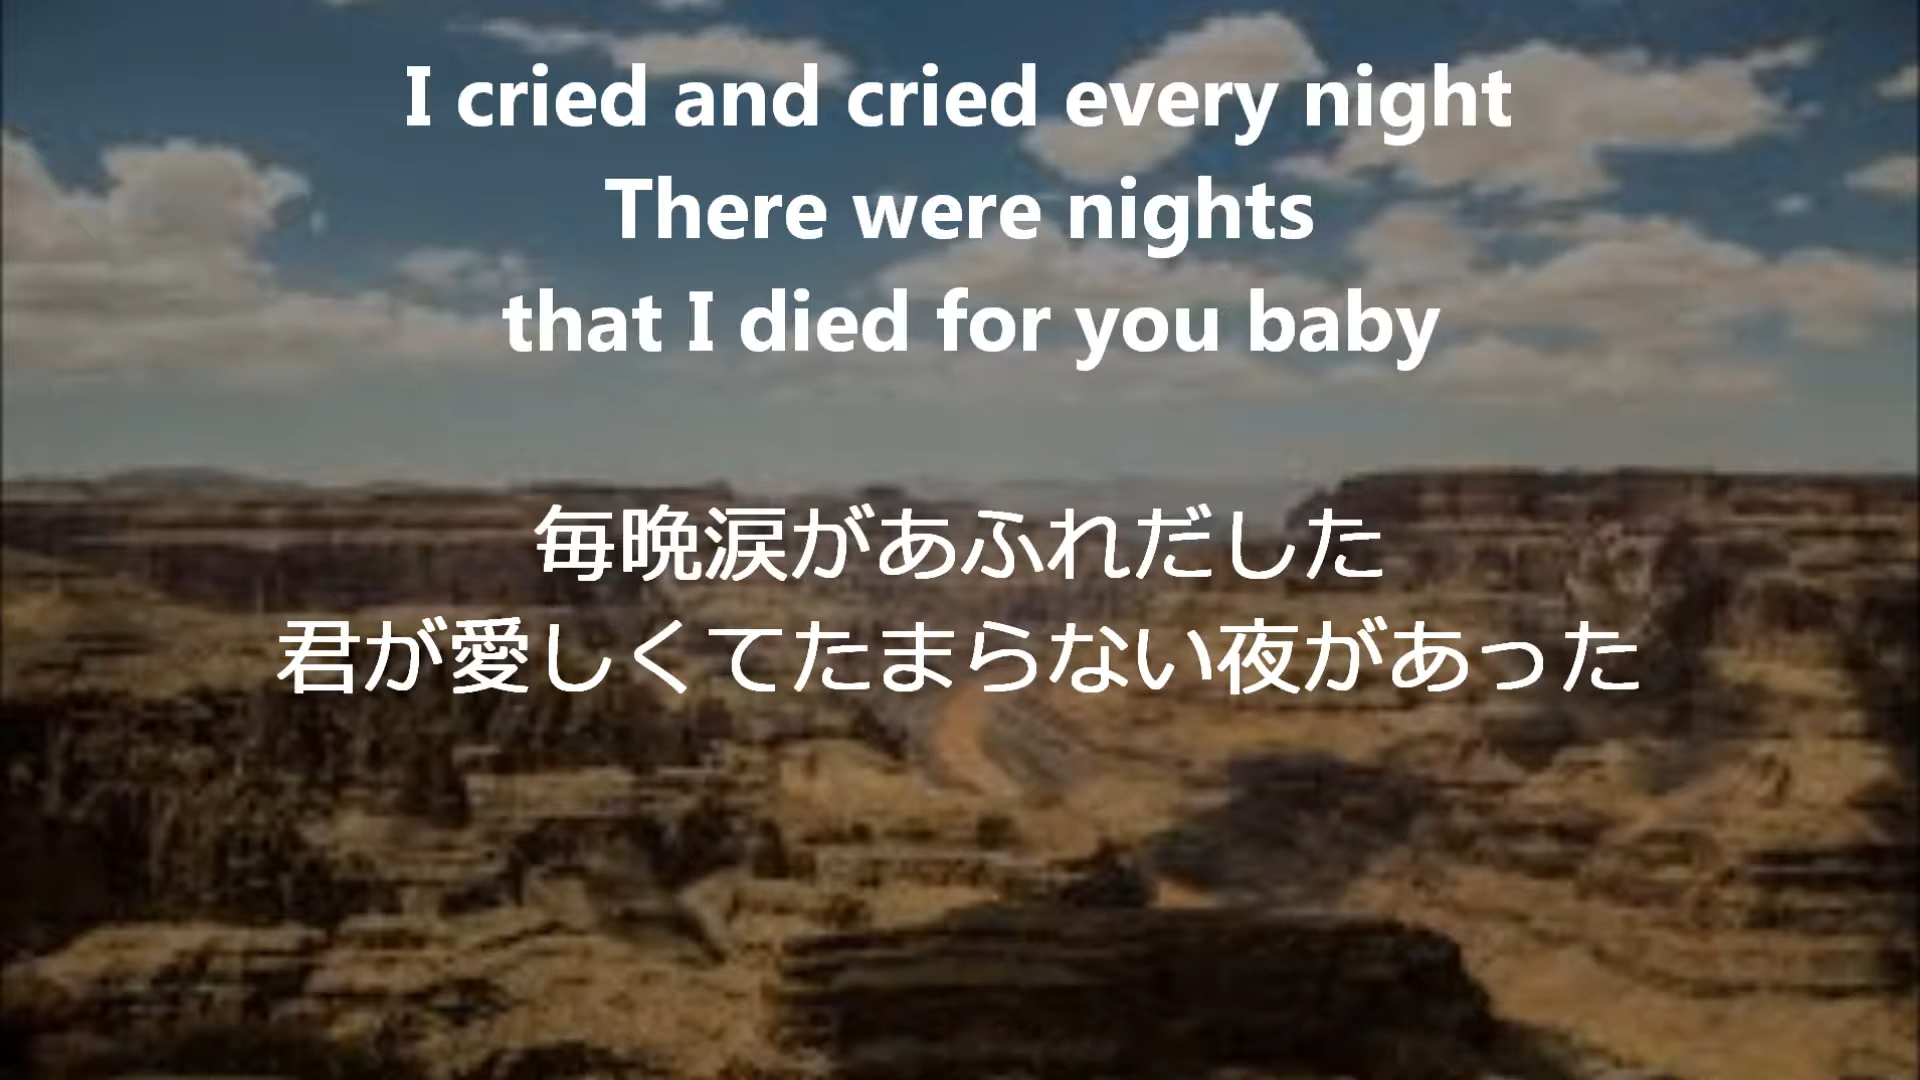 I cried and cried every night
There were nights
that I died for you baby
毎晩涙があふれだした
君が愛しくてたまらない夜があった